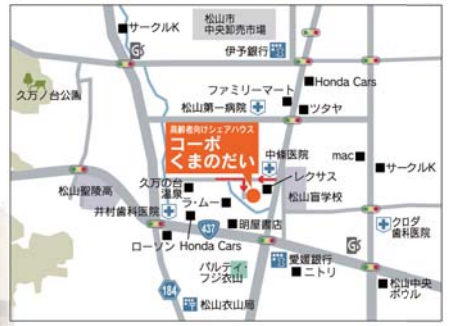 サークルK
松山市
中央卸売市場
G
伊予銀行
Honda Cars
久万ノ台公園
ファミリーマート
松山第一病院
ツタヤ
高齢者向けシェアハウス
コーポ
くまのだい
中條医院
mac
サークルK
レクサス
松山聖陵高
久万の台
温泉
ラ・ムー
松山盲学校
井村歯科医院
437
明屋書店
クロダ
歯科医院
ローソン
Honda Cars
G
パルティ・
フジ衣山
愛媛銀行
ニトリ
184
松山衣山局
松山中央
ボウル